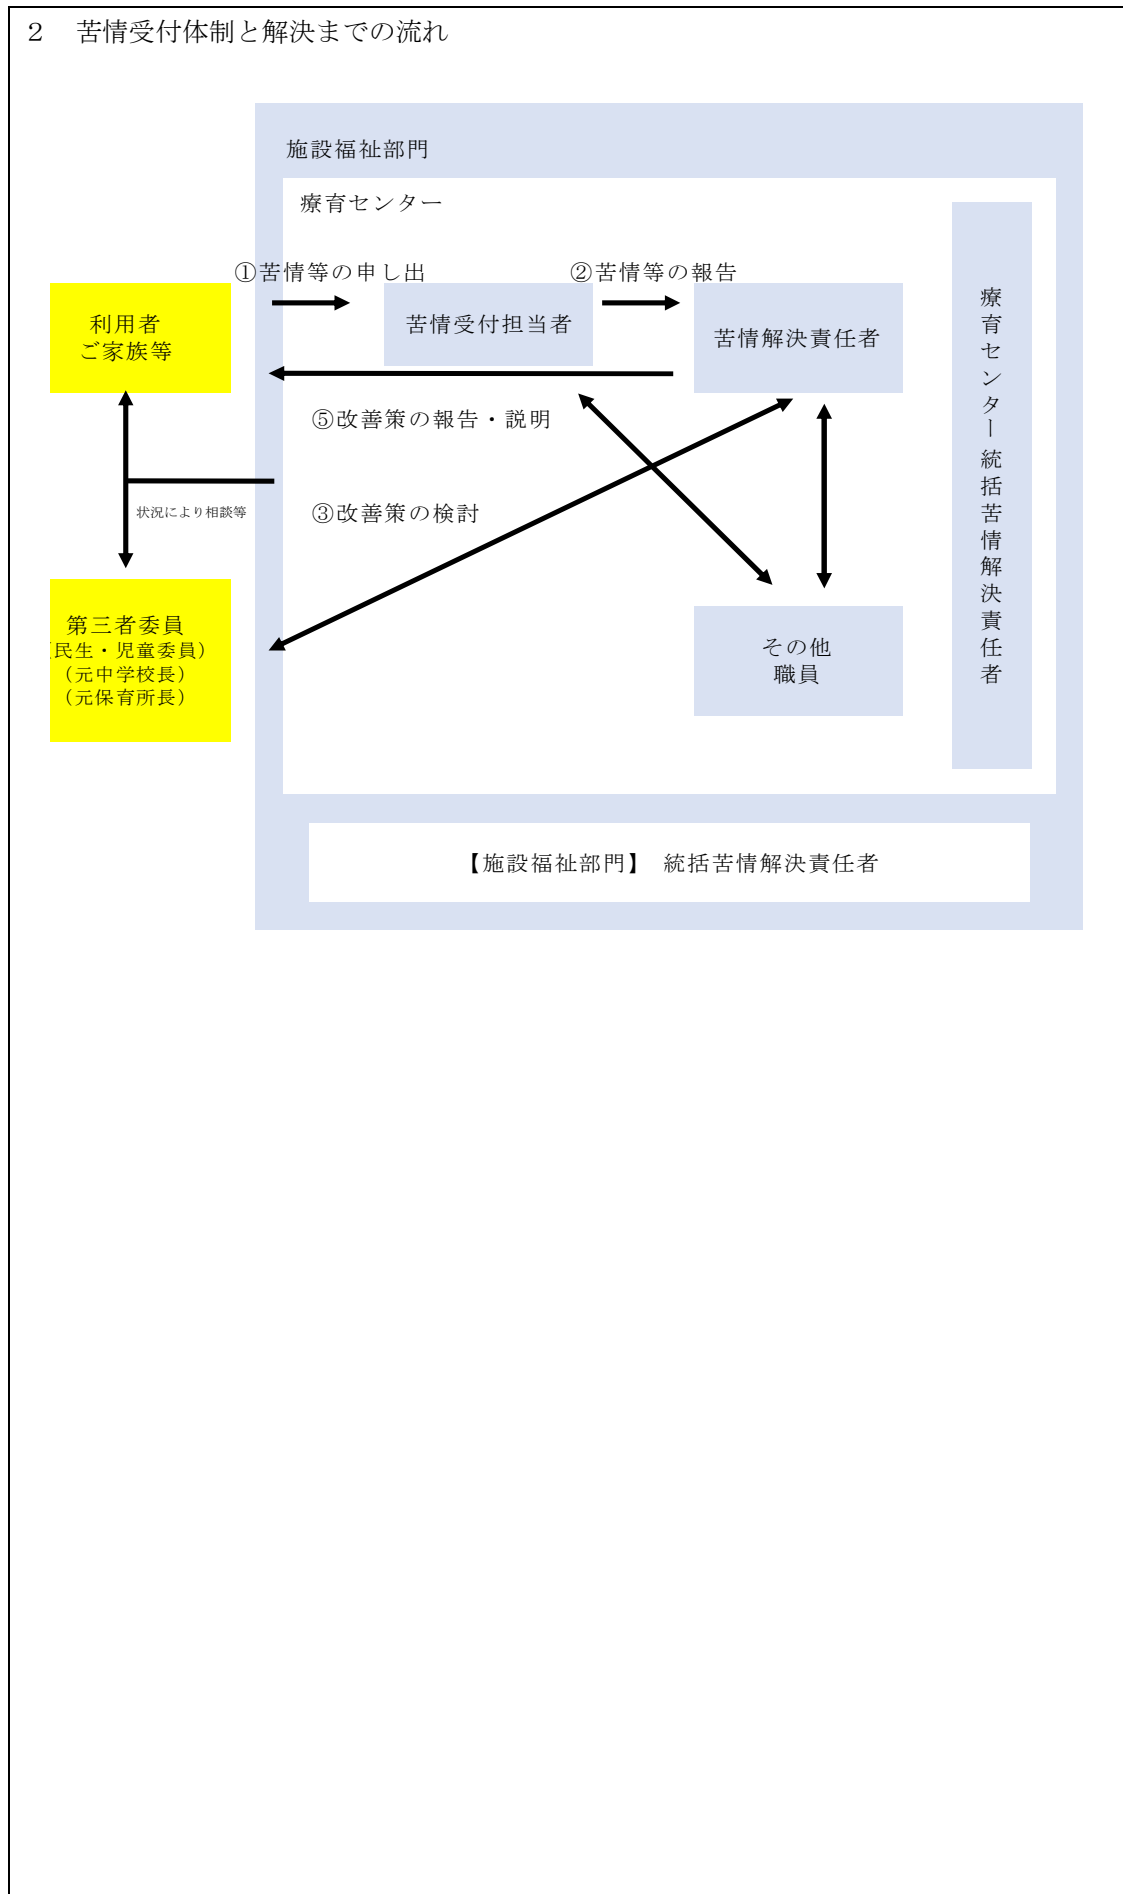 ２　苦情受付体制と解決までの流れ
施設福祉部門
療育センター
①苦情等の申し出
②苦情等の報告
利用者
ご家族等
苦情受付担当者
苦情解決責任者
⑤改善策の報告・説明
③改善策の検討
状況により相談等
第三者委員
（民生・児童委員）
（元中学校長）
（元保育所長）
その他
職員
療育センター統括苦情解決責任者
【施設福祉部門】　統括苦情解決責任者